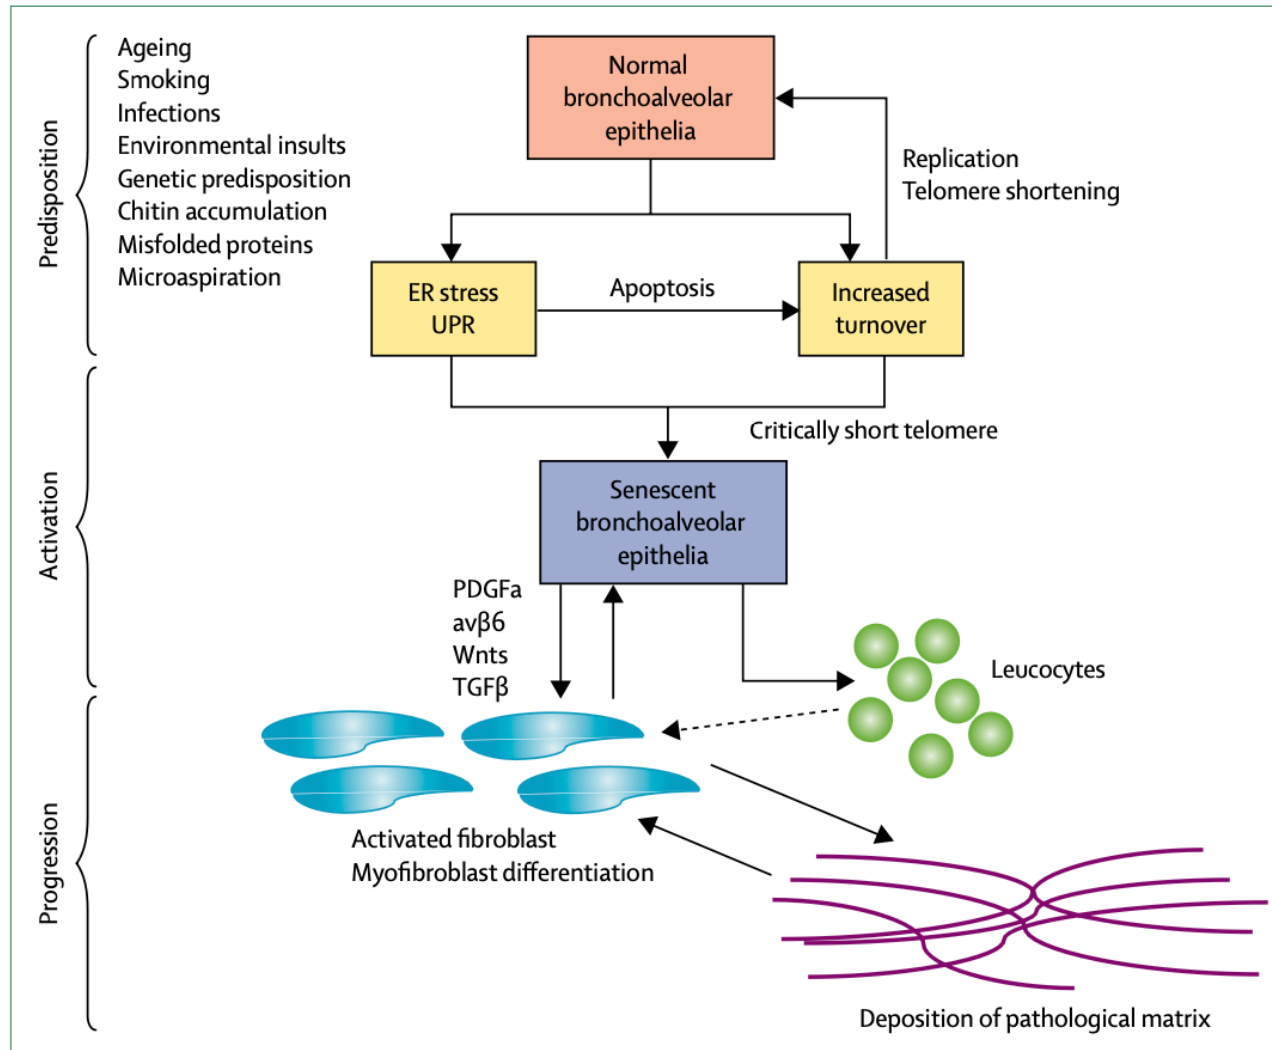 Predisposition
Ageing
Smoking
Infections
Environmental insults
Genetic predisposition
Chitin accumulation
Misfolded proteins
Microaspiration
Normal
bronchoalveolar
epithelia
Replication
Telomere shortening
ER stress
UPR
Apoptosis
Increased
turnover
Activation
Critically short telomere
Senescent
bronchoalveolar
epithelia
PDGFa
avβ6
Wnts
TGFβ
Leucocytes
Progression
Activated fibroblast
Myofibroblast differentiation
Deposition of pathological matrix